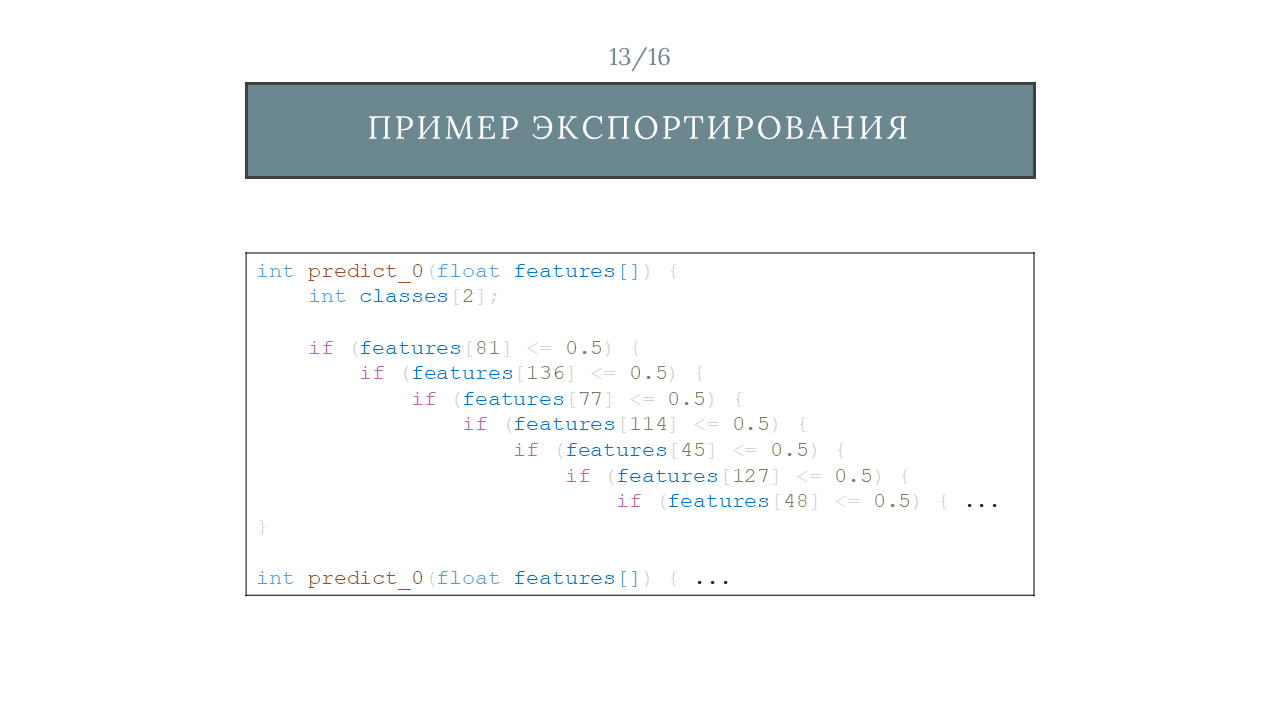 13/16
ПРИМЕР ЭКСПОРТИРОВАНИЯ
int predict_0(float features[]) {
    int classes[2];
    if (features[81] <= 0.5) {
        if (features[136] <= 0.5) {
            if (features[77] <= 0.5) {
                if (features[114] <= 0.5) {
                    if (features[45] <= 0.5) {
                        if (features[127] <= 0.5) {
                            if (features[48] <= 0.5) { ...
}
int predict_0(float features[]) { ...